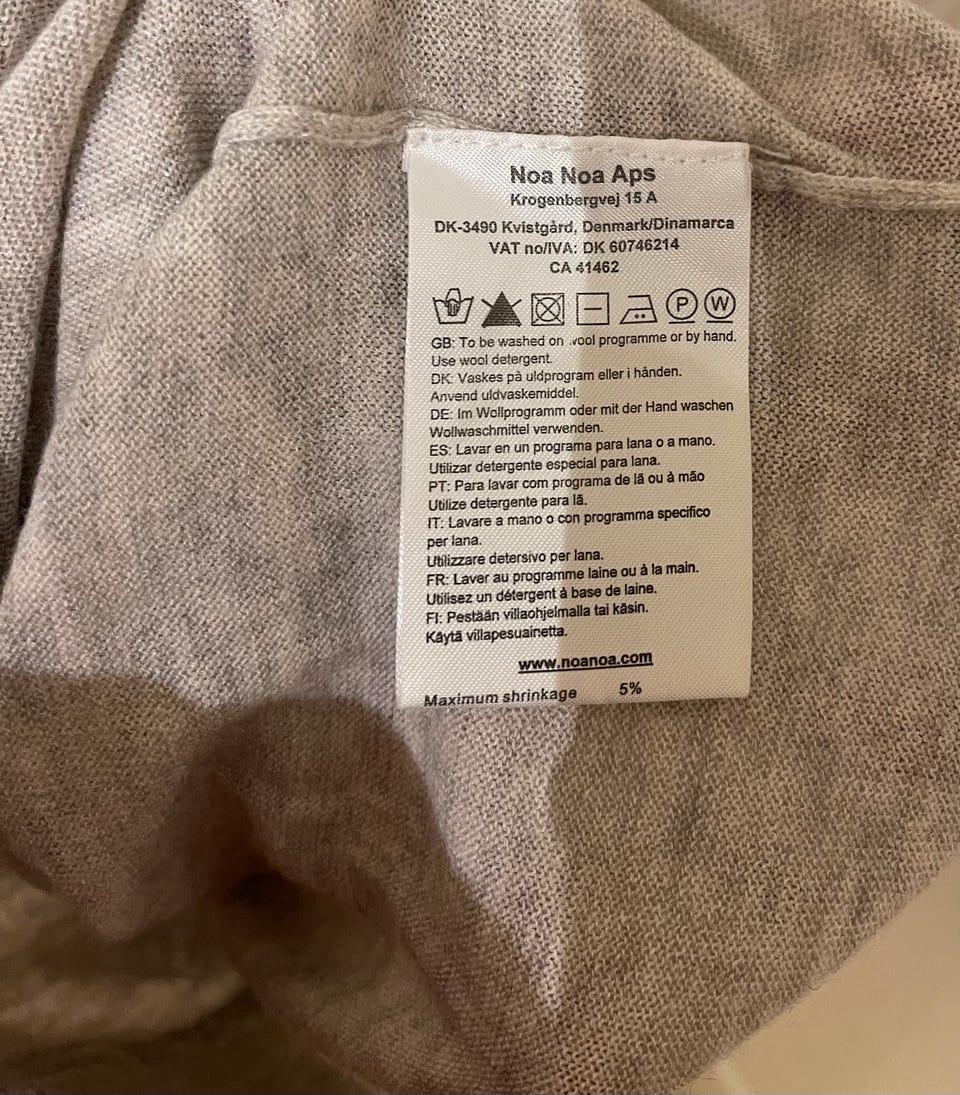 Noa Noa Aps
Krogenbergvej 15 A
DK-3490 Kvistgård, Denmark/Dinamarca
VAT no/IVA: DK 60746214
CA 41462
P W
GB: To be washed on wool programme or by hand.
Use wool detergent.
DK: Vaskes på uldprogram eller i hånden.
Anvend uldvaskemiddel.
DE: Im Wollprogramm oder mit der Hand waschen
Wollwaschmittel verwenden.
ES: Lavar en un programa para lana o a mano.
Utilizar detergente especial para lana.
PT: Para lavar com programa de lã ou à mão
Utilize detergente para lã.
IT: Lavare a mano o con programma specifico
per lana.
Utilizzare detersivo per lana.
FR: Laver au programme laine ou à la main.
Utilisez un détergent à base de laine.
FI: Pestään villaohjelmalla tai käsin.
Käytä villapesuainetta.
www.noanoa.com
Maximum shrinkage 5%